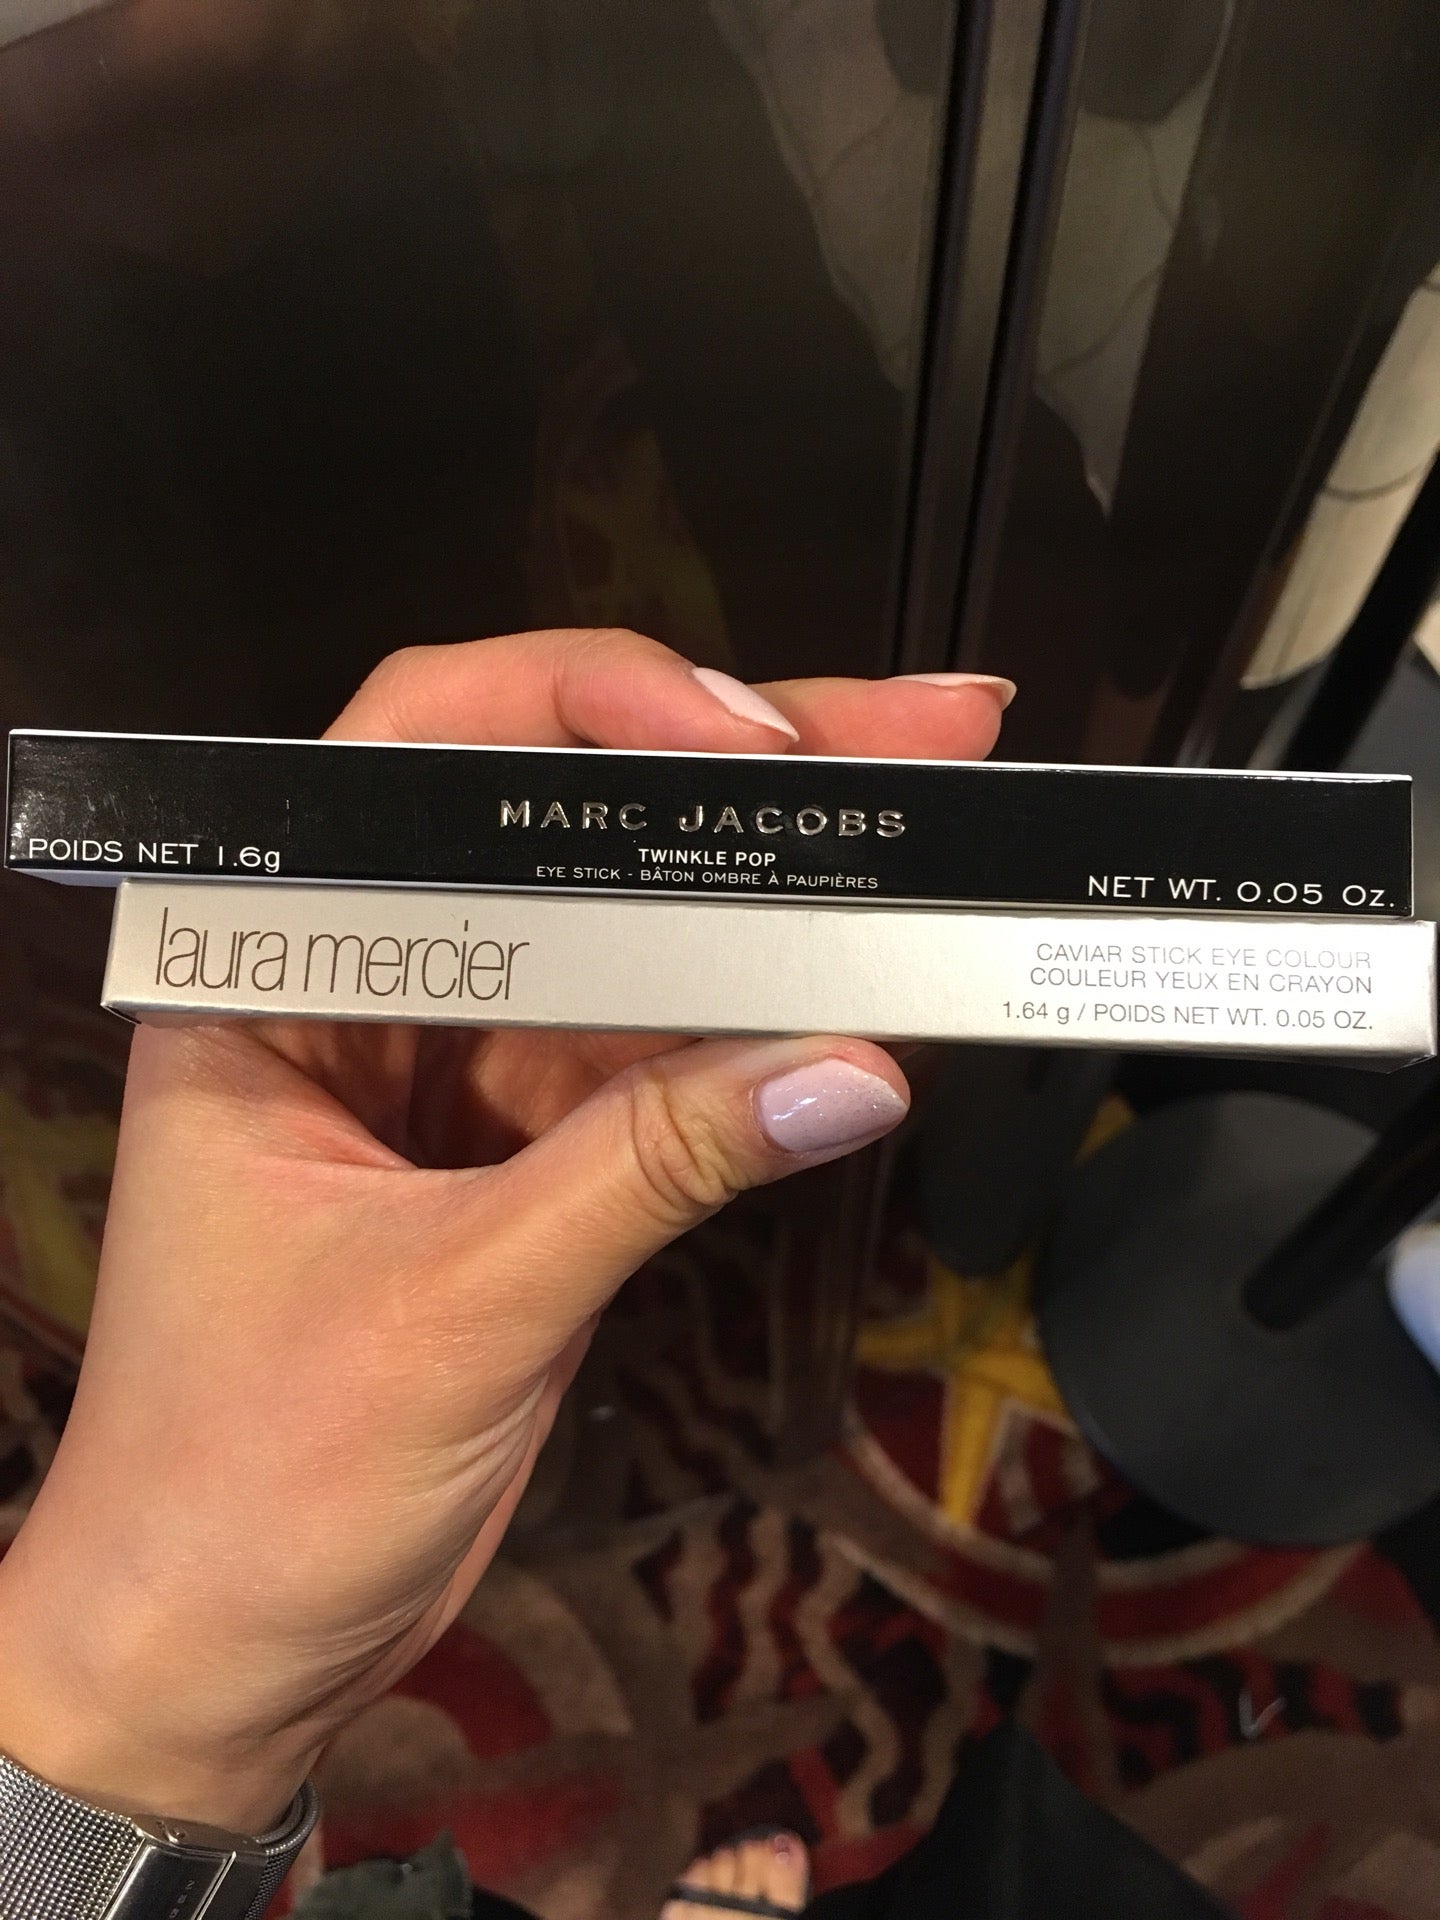 MARC JACOBS
TWINKLE POP
EYE STICK - BÂTON OMBRE À PAUPIÈRES
POIDS NET 1.6g
NET WT. 0.05 Oz.
laura mercier
CAVIAR STICK EYE COLOUR
COULEUR YEUX EN CRAYON
1.64 g / POIDS NET WT. 0.05 OZ.